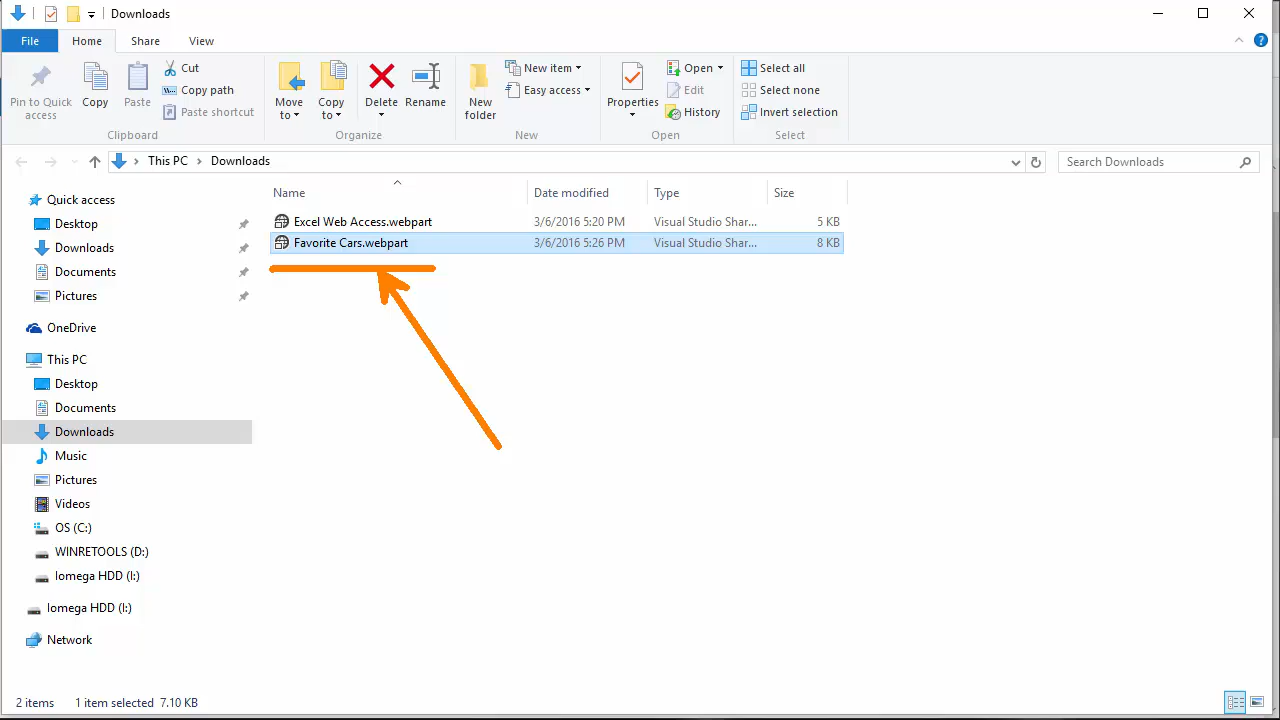 Downloads
File Home Share View
Pin to Quick access
Copy
Paste
Cut
Copy path
Paste shortcut
Clipboard
Move to
Copy to
Delete
Rename
Organize
New folder
New item
Easy access
New
Properties
Open
Edit
History
Open
Select all
Select none
Invert selection
Select
This PC Downloads
Search Downloads
Name Date modified Type Size
Excel Web Access.webpart 3/6/2016 5:20 PM Visual Studio Shar... 5 KB
Favorite Cars.webpart 3/6/2016 5:26 PM Visual Studio Shar... 8 KB
Quick access
Desktop
Downloads
Documents
Pictures
OneDrive
This PC
Desktop
Documents
Downloads
Music
Pictures
Videos
OS (C:)
WINRETOOLS (D:)
Iomega HDD (I:)
Iomega HDD (I:)
Network
2 items 1 item selected 7.10 KB